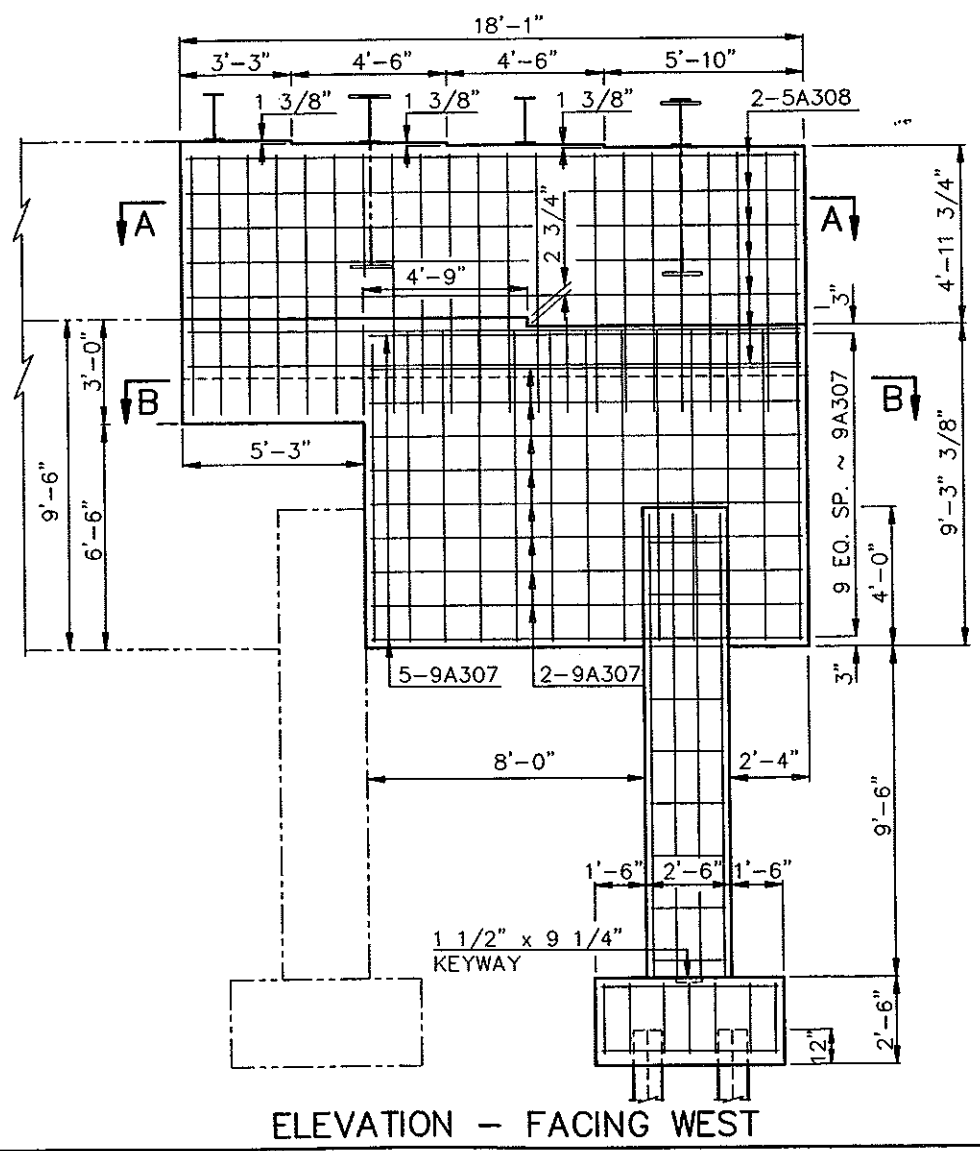 18'-1"
3'-3" 4'-6" 4'-6" 5'-10"
1 3/8" 1 3/8" 1 3/8" 2-5A308
A A
2 3/4"
4'-11 3/4"
4'-9"
3"
3'-0"
B B
5'-3"
9'-6"
6'-6"
9 EQ. SP. ~ 9A307
4'-0"
9'-3" 3/8"
5-9A307 2-9A307
3"
8'-0" 2'-4"
9'-6"
1'-6" 2'-6" 1'-6"
1 1/2" x 9 1/4"
KEYWAY
12"
2'-6"
ELEVATION - FACING WEST